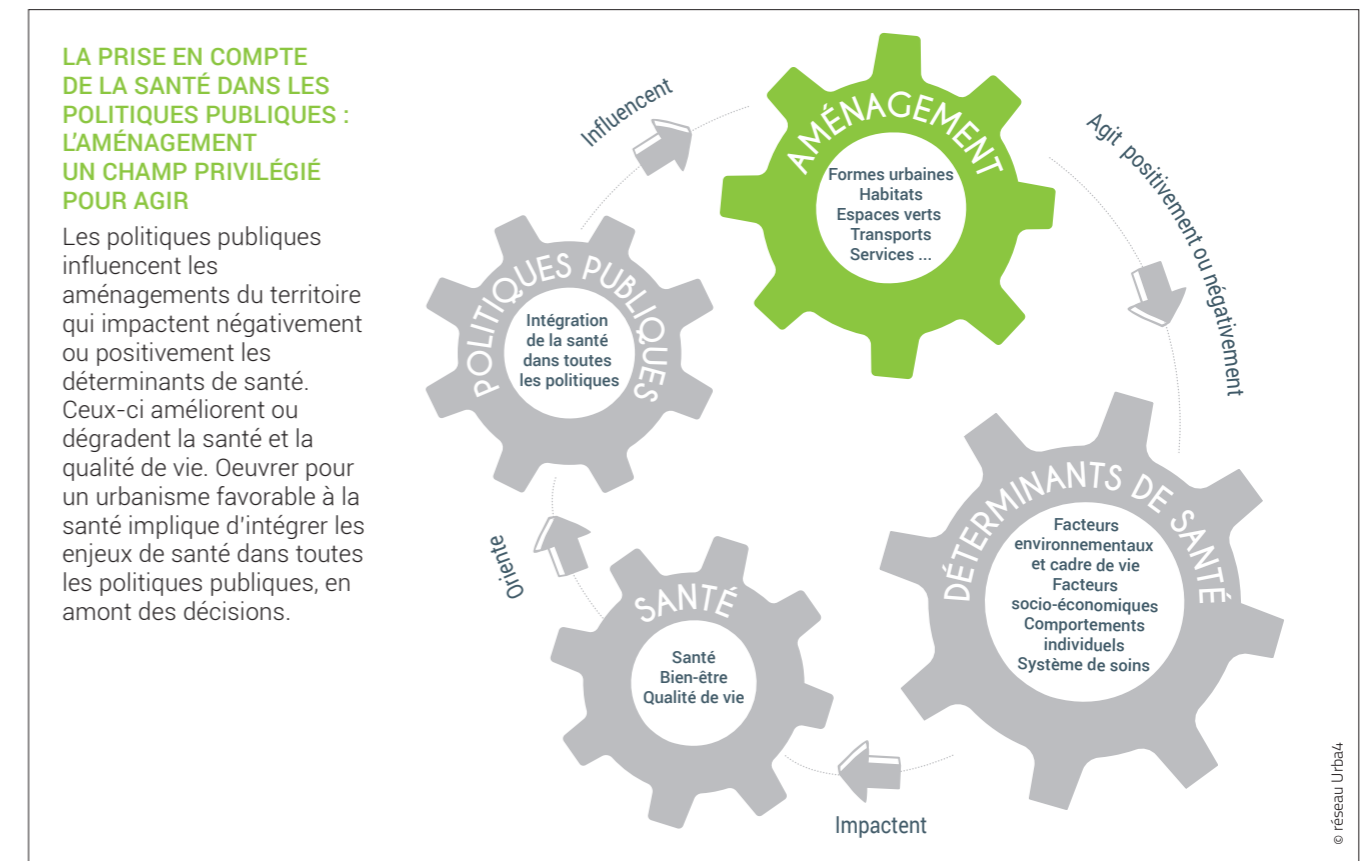 LA PRISE EN COMPTE
DE LA SANTÉ DANS LES
POLITIQUES PUBLIQUES :
L'AMÉNAGEMENT
UN CHAMP PRIVILÉGIÉ
POUR AGIR
Les politiques publiques
influencent les
aménagements du territoire
qui impactent négativement
ou positivement les
déterminants de santé.
Ceux-ci améliorent ou
dégradent la santé et la
qualité de vie. Oeuvrer pour
un urbanisme favorable à la
santé implique d'intégrer les
enjeux de santé dans toutes
les politiques publiques, en
amont des décisions.
Influencent
AMÉNAGEMENT
Formes urbaines
Habitats
Espaces verts
Transports
Services ...
Agit positivement ou négativement
POLITIQUES PUBLIQUES
Intégration
de la santé
dans toutes
les politiques
DÉTERMINANTS DE SANTÉ
Facteurs
environnementaux
et cadre de vie
Facteurs
socio-économiques
Comportements
individuels
Système de soins
Oriente
SANTÉ
Santé
Bien-être
Qualité de vie
Impactent
© réseau Urba4